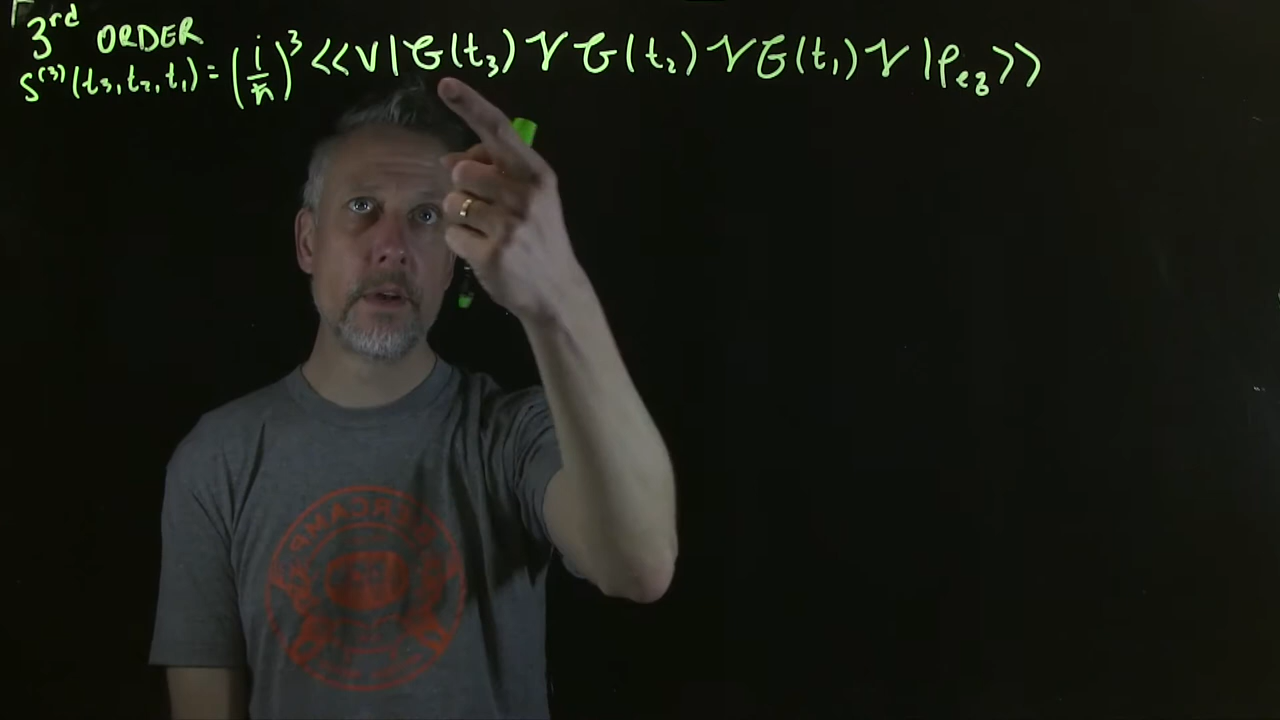 3rd ORDER
S⁽³⁾(t₃,t₂,t₁) = (i/ħ)³ <<V|G(t₃) V G(t₂) V G(t₁) V |ρeq>>